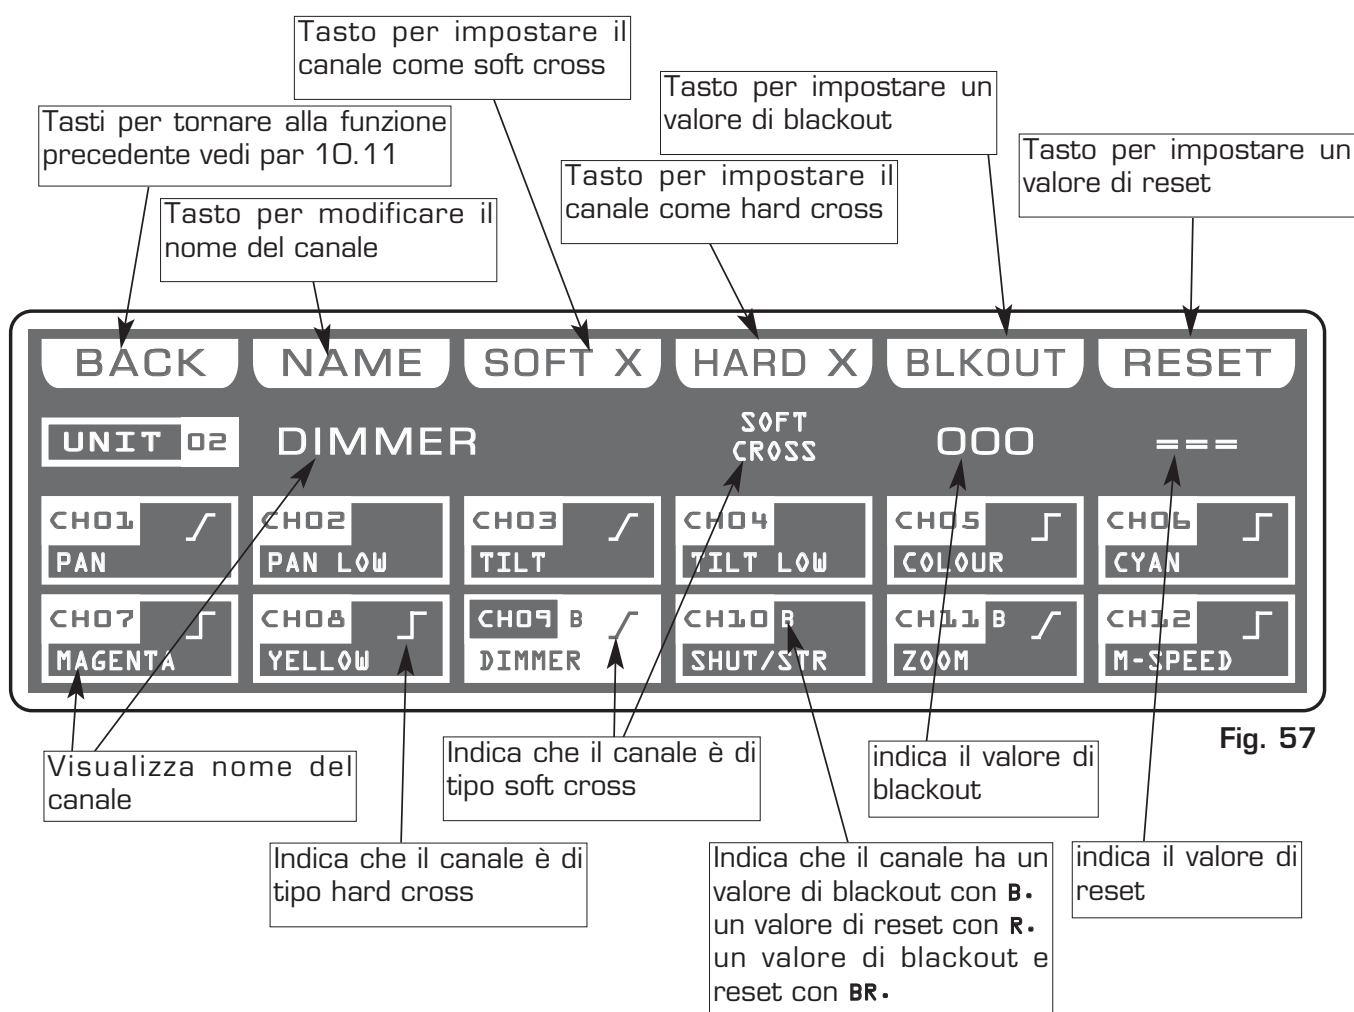 Tasto per impostare il
canale come soft cross
Tasto per impostare un
valore di blackout
Tasti per tornare alla funzione
precedente vedi par 10.11
Tasto per impostare un
valore di reset
Tasto per impostare il
canale come hard cross
Tasto per modificare il
nome del canale
BACK NAME SOFT X HARD X BLKOUT RESET
UNIT 02 DIMMER SOFT CROSS 000 ===
CH01 CH02 CH03 CH04 CH05 CH06
PAN PAN LOW TILT TILT LOW COLOUR CYAN
CH07 CH08 CH09 B CH10 B CH11 B CH12
MAGENTA YELLOW DIMMER SHUT/STR ZOOM M-SPEED
Fig. 57
Visualizza nome del
canale
Indica che il canale è di
tipo soft cross
indica il valore di
blackout
Indica che il canale è di
tipo hard cross
Indica che il canale ha un
valore di blackout con B.
un valore di reset con R.
un valore di blackout e
reset con BR.
indica il valore di
reset